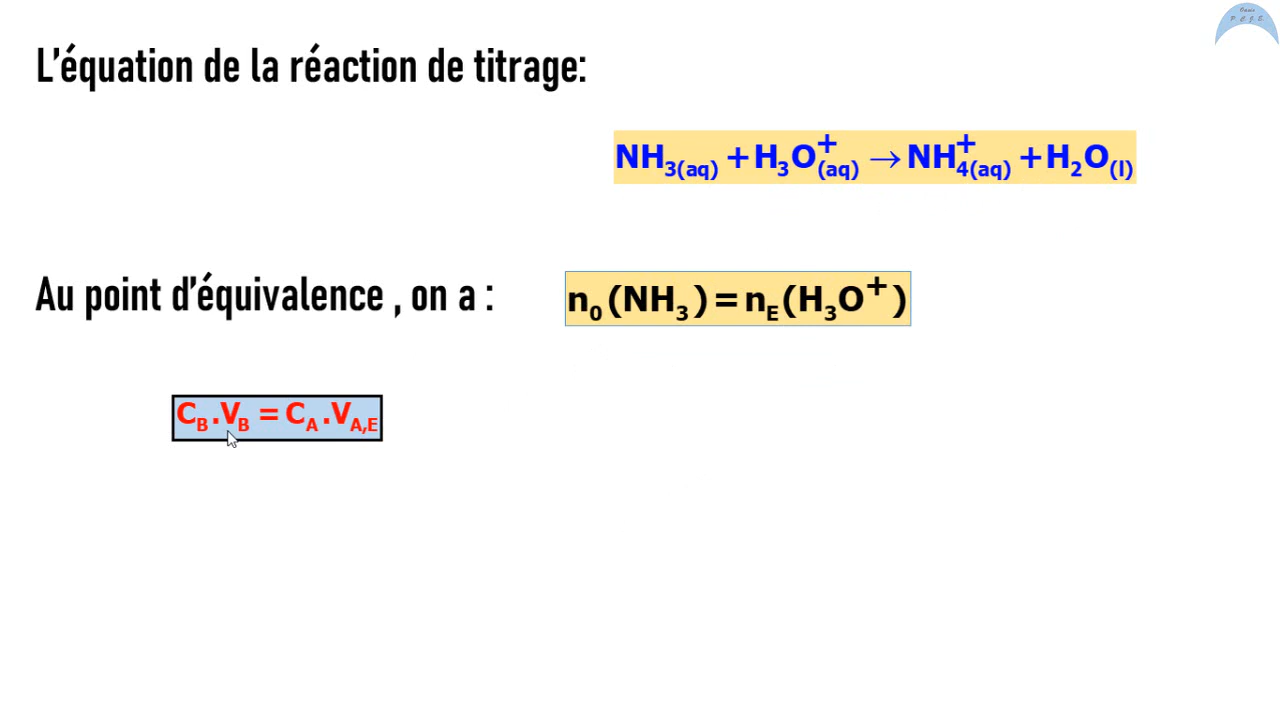 L'équation de la réaction de titrage:
NH₃(aq) + H₃O⁺(aq) → NH₄⁺(aq) + H₂O(l)
Au point d'équivalence , on a : n₀(NH₃) = n_E(H₃O⁺)
C_B.V_B = C_A.V_A,E